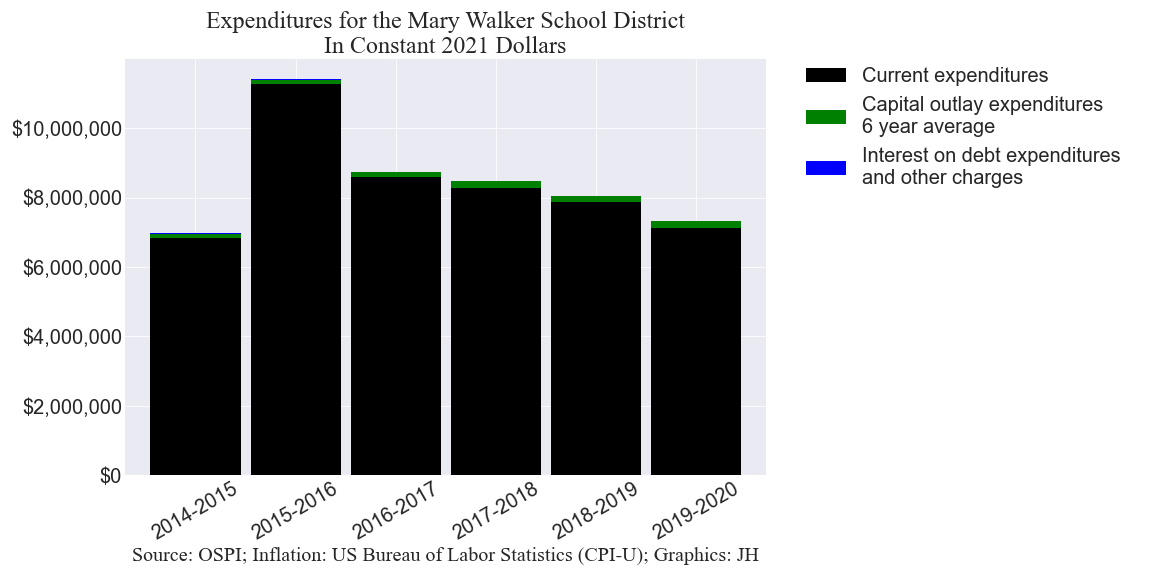 Expenditures for the Mary Walker School District
In Constant 2021 Dollars
$10,000,000
$8,000,000
$6,000,000
$4,000,000
$2,000,000
$0
2014-2015
2015-2016
2016-2017
2017-2018
2018-2019
2019-2020
Current expenditures
Capital outlay expenditures
6 year average
Interest on debt expenditures
and other charges
Source: OSPI; Inflation: US Bureau of Labor Statistics (CPI-U); Graphics: JH